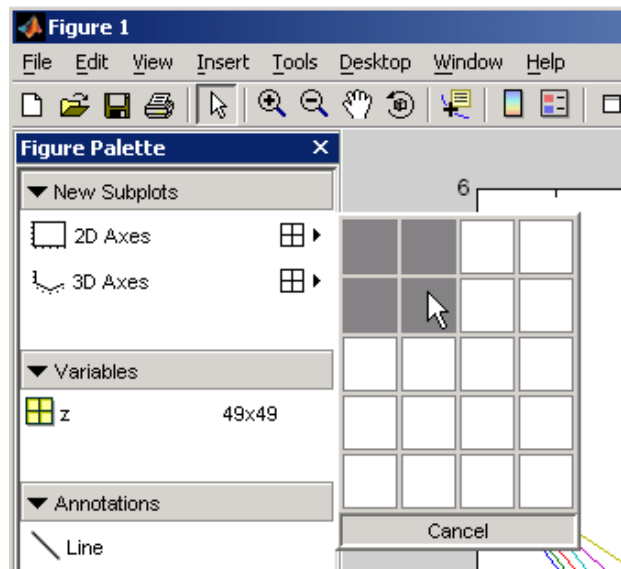 Figure 1
File Edit View Insert Tools Desktop Window Help
Figure Palette
New Subplots
6
2D Axes
3D Axes
Variables
z 49x49
Annotations
Cancel
Line